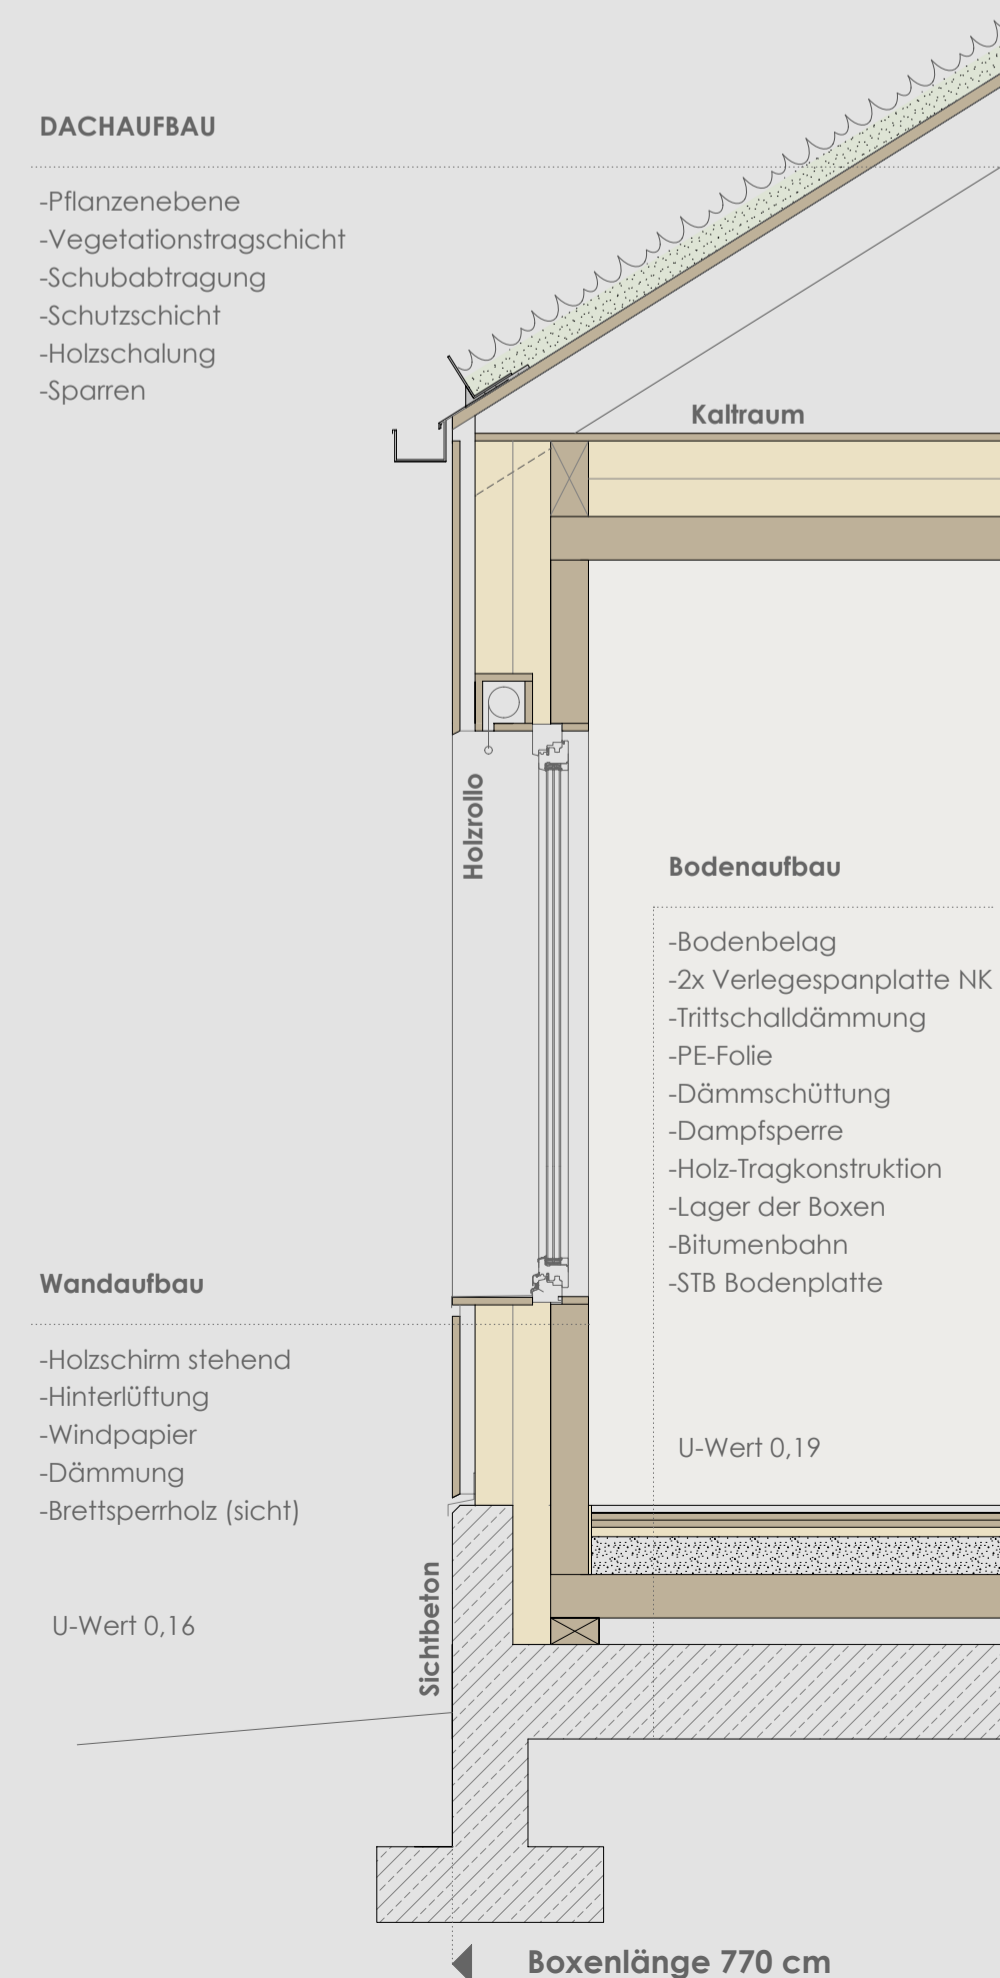 DACHAUFBAU
-Pflanzenebene
-Vegetationstragschicht
-Schubabtragung
-Schutzschicht
-Holzschalung
-Sparren
Kaltraum
Holzrollo
Bodenaufbau
-Bodenbelag
-2x Verlegespanplatte NK
-Trittschalldämmung
-PE-Folie
-Dämmschüttung
-Dampfsperre
-Holz-Tragkonstruktion
-Lager der Boxen
-Bitumenbahn
-STB Bodenplatte
U-Wert 0,19
Wandaufbau
-Holzschirm stehend
-Hinterlüftung
-Windpapier
-Dämmung
-Brettsperrholz (sicht)
U-Wert 0,16
Sichtbeton
Boxenlänge 770 cm